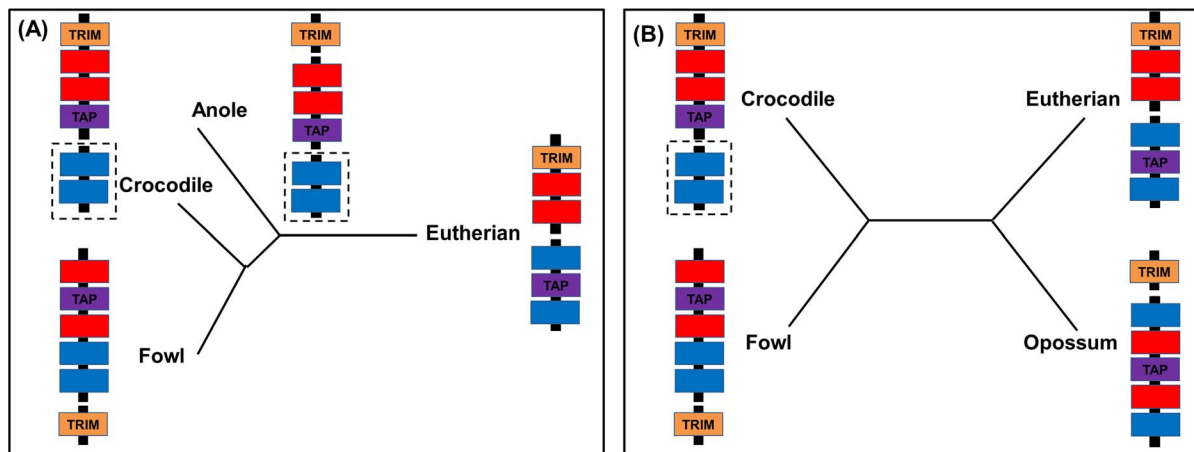 (A)
TRIM
TAP
Anole
Crocodile
TRIM
TAP
Eutherian
TRIM
TAP
Fowl
TAP
TRIM
(B)
TRIM
TAP
Crocodile
Eutherian
TRIM
TAP
Fowl
TAP
TRIM
Opossum
TRIM
TAP